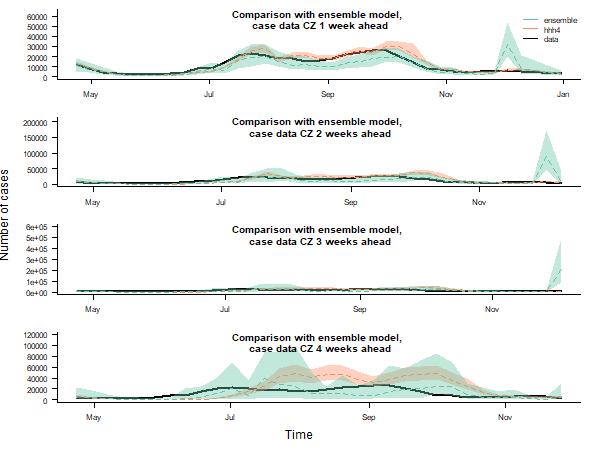 Comparison with ensemble model,
case data CZ 1 week ahead
ensemble
hhh4
data
60000
50000
40000
30000
20000
10000
0
May
Jul
Sep
Nov
Jan
Comparison with ensemble model,
case data CZ 2 weeks ahead
200000
150000
100000
50000
0
May
Jul
Sep
Nov
Number of cases
Comparison with ensemble model,
case data CZ 3 weeks ahead
6e+05
5e+05
4e+05
3e+05
2e+05
1e+05
0e+00
May
Jul
Sep
Nov
Comparison with ensemble model,
case data CZ 4 weeks ahead
120000
100000
80000
60000
40000
20000
0
May
Jul
Sep
Nov
Time